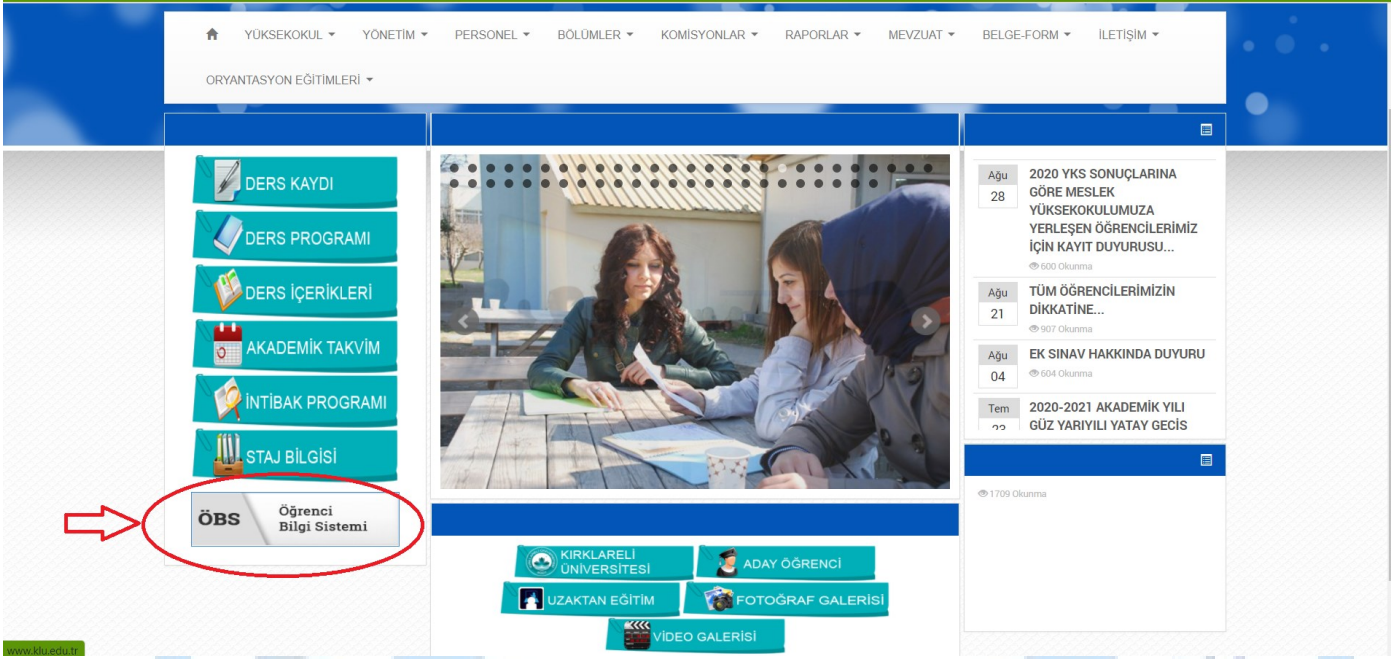 YÜKSEKOKUL
YÖNETİM
PERSONEL
BÖLÜMLER
KOMİSYONLAR
RAPORLAR
MEVZUAT
BELGE-FORM
İLETİŞİM
ORYANTASYON EĞİTİMLERİ
DERS KAYDI
DERS PROGRAMI
DERS İÇERİKLERİ
AKADEMİK TAKVİM
İNTİBAK PROGRAMI
STAJ BİLGİSİ
ÖBS
Öğrenci
Bilgi Sistemi
Ağu
28
2020 YKS SONUÇLARINA
GÖRE MESLEK
YÜKSEKOKULUMUZA
YERLEŞEN ÖĞRENCİLERİMİZ
İÇİN KAYIT DUYURUSU...
600 Okunma
Ağu
21
TÜM ÖĞRENCİLERİMİZİN
DİKKATİNE...
907 Okunma
Ağu
04
EK SINAV HAKKINDA DUYURU
604 Okunma
Tem
23
2020-2021 AKADEMİK YILI
GÜZ YARIYILI YATAY GEÇİŞ
1709 Okunma
KIRKLARELİ
ÜNİVERSİTESİ
ADAY ÖĞRENCİ
UZAKTAN EĞİTİM
FOTOĞRAF GALERİSİ
VİDEO GALERİSİ
www.klu.edu.tr